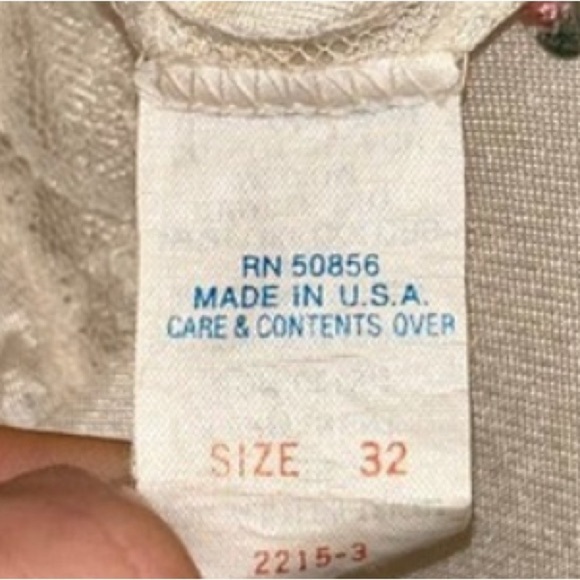 RN 50856
MADE IN U.S.A.
CARE & CONTENTS OVER
SIZE 32
2215-3